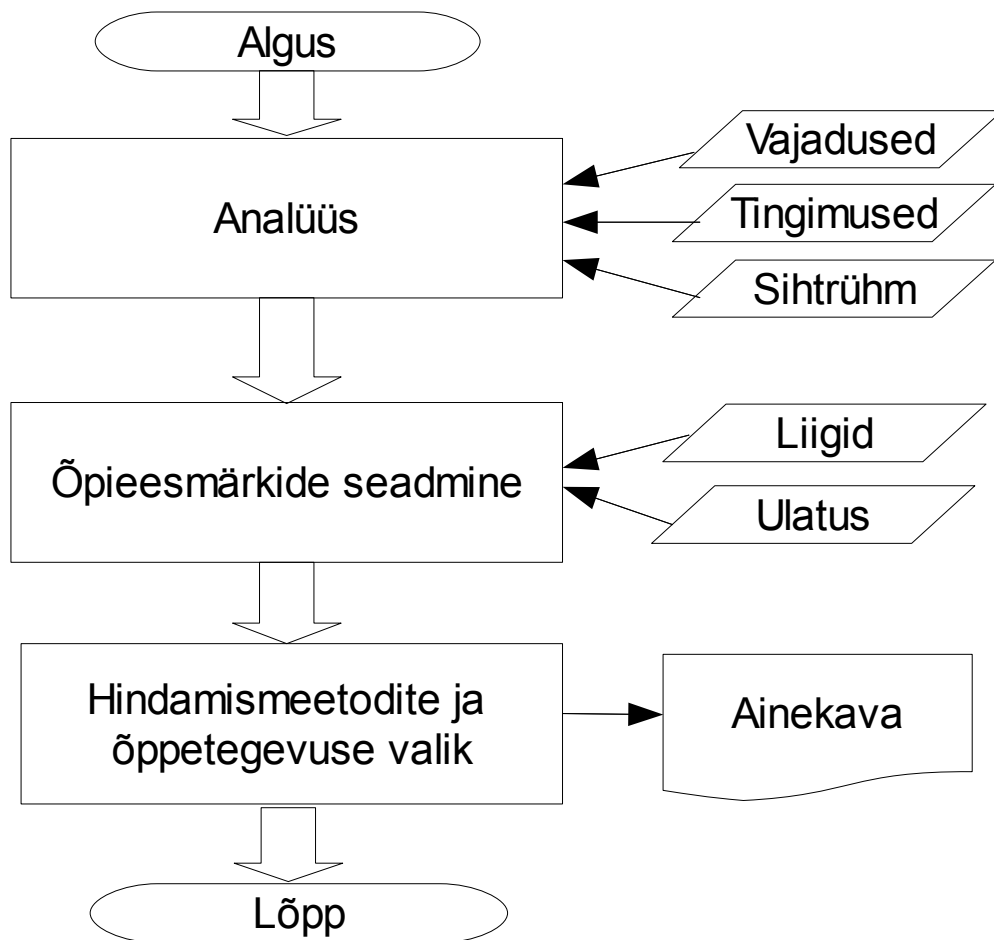 Algus
Analüüs
Vajadused
Tingimused
Sihtrühm
Õpieesmärkide seadmine
Liigid
Ulatus
Hindamismeetodite ja
õppetegevuse valik
Ainekava
Lõpp